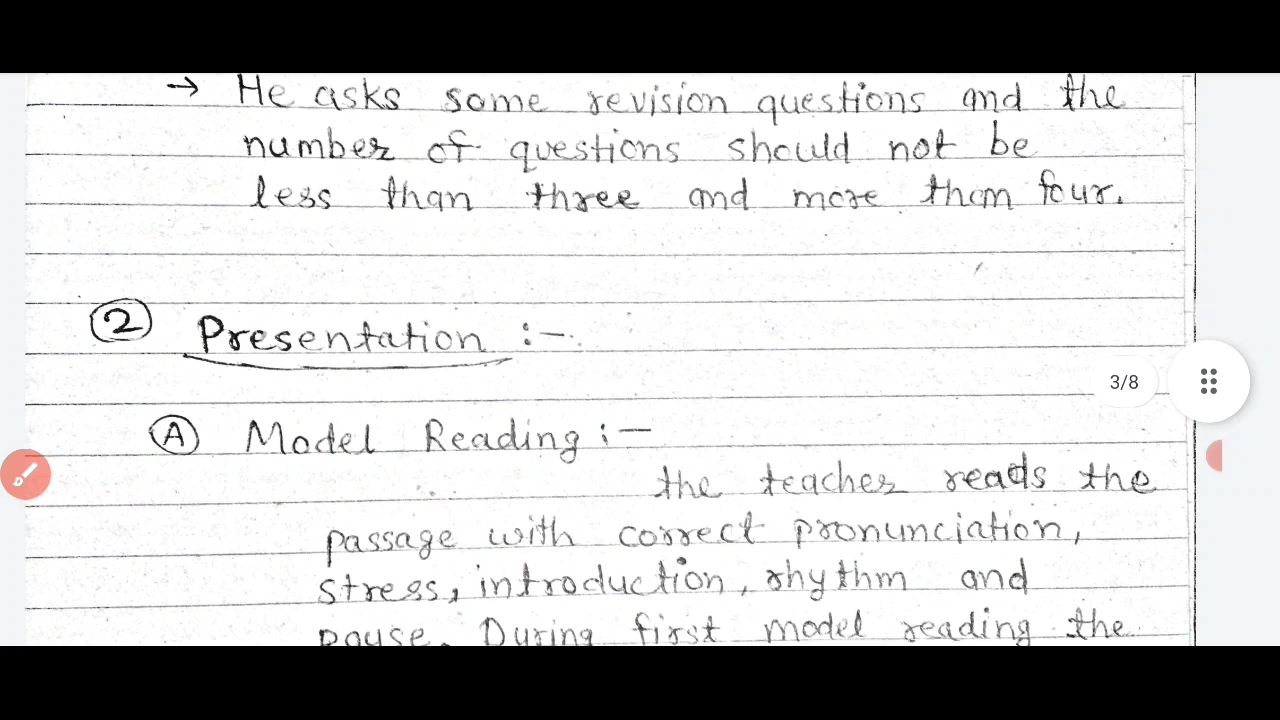 → He asks some revision questions and the
number of questions should not be
less than three and more than four.
② Presentation :-
3/8
Ⓐ Model Reading :-
the teacher reads the
passage with correct pronunciation,
stress, introduction, rhythm and
pause. During first model reading the